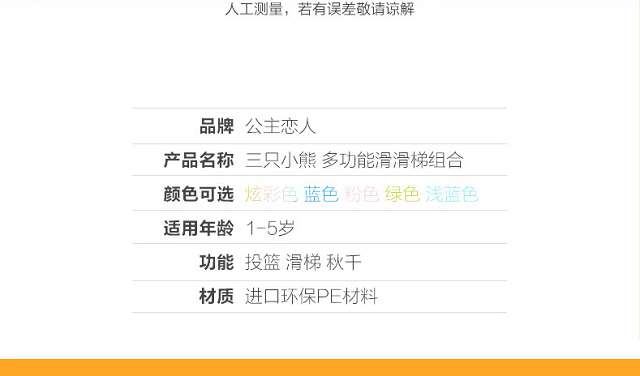 人工测量，若有误差敬请谅解
品牌 公主恋人
产品名称 三只小熊 多功能滑滑梯组合
颜色可选 炫彩色 蓝色 粉色 绿色 浅蓝色
适用年龄 1-5岁
功能 投篮 滑梯 秋千
材质 进口环保PE材料